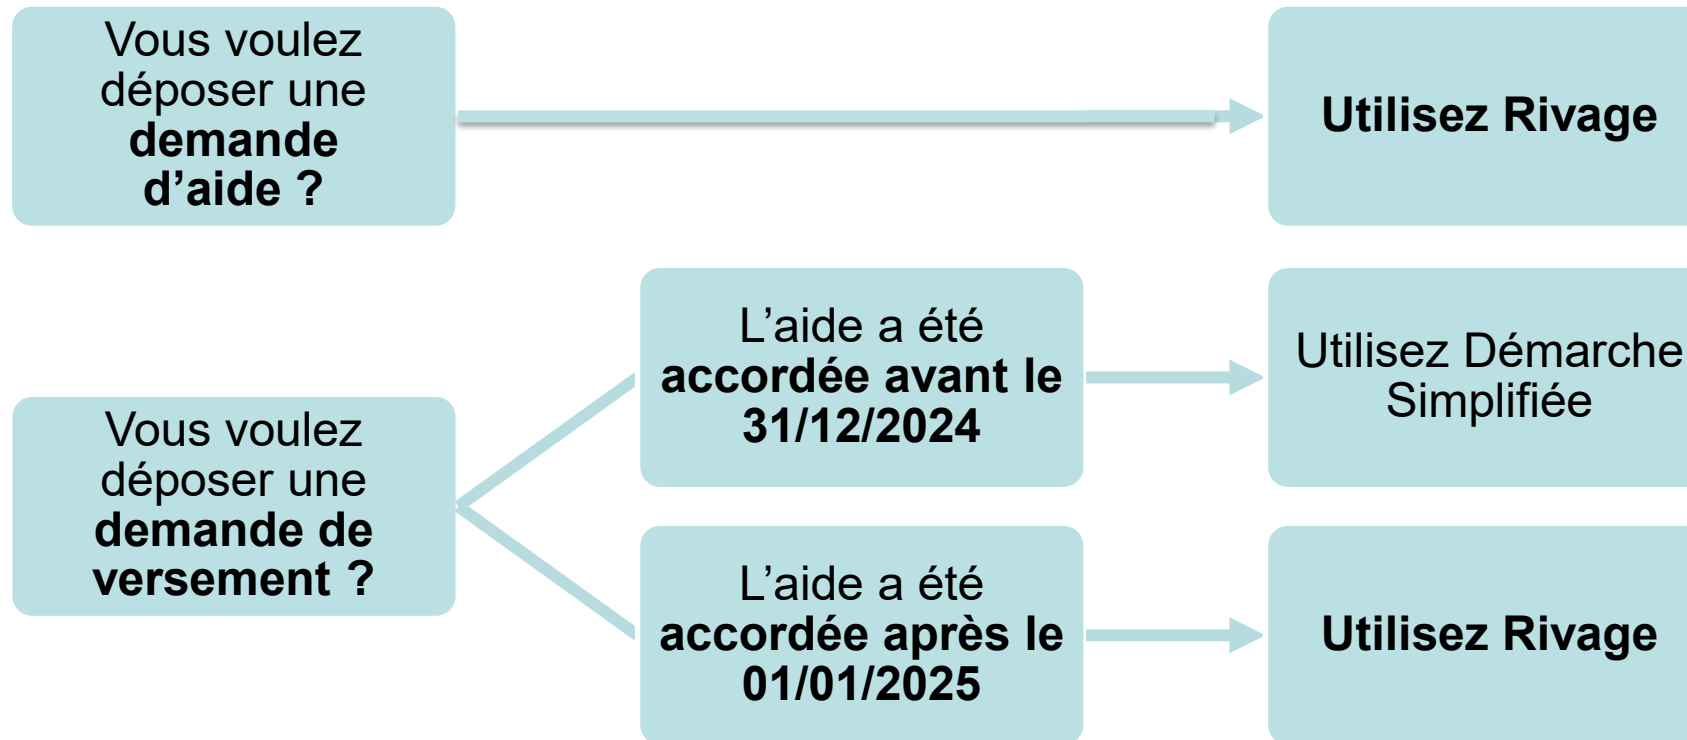 Vous voulez
déposer une
demande
d’aide ?
Utilisez Rivage
Vous voulez
déposer une
demande de
versement ?
L’aide a été
accordée avant le
31/12/2024
Utilisez Démarche
Simplifiée
L’aide a été
accordée après le
01/01/2025
Utilisez Rivage